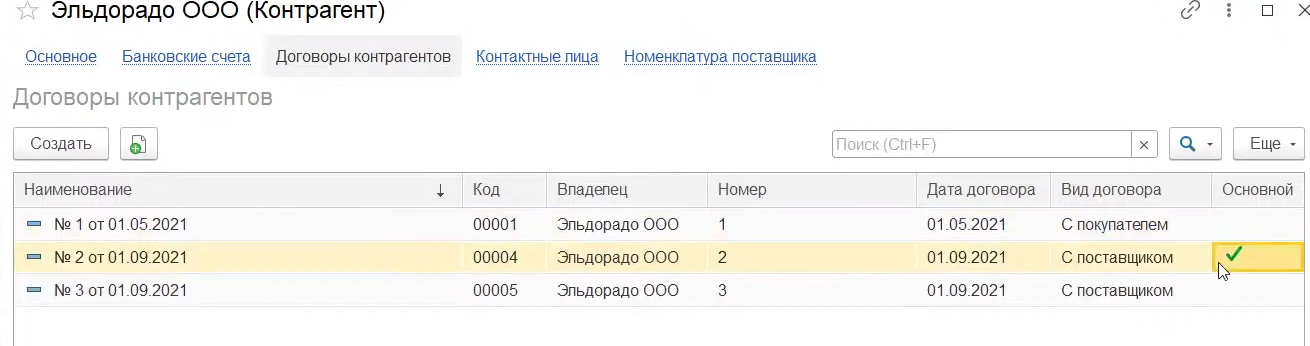 Эльдорадо ООО (Контрагент)
Основное Банковские счета Договоры контрагентов Контактные лица Номенклатура поставщика
Договоры контрагентов
Создать Поиск (Ctrl+F) Еще
Наименование Код Владелец Номер Дата договора Вид договора Основной
№ 1 от 01.05.2021 00001 Эльдорадо ООО 1 01.05.2021 С покупателем
№ 2 от 01.09.2021 00004 Эльдорадо ООО 2 01.09.2021 С поставщиком
№ 3 от 01.09.2021 00005 Эльдорадо ООО 3 01.09.2021 С поставщиком